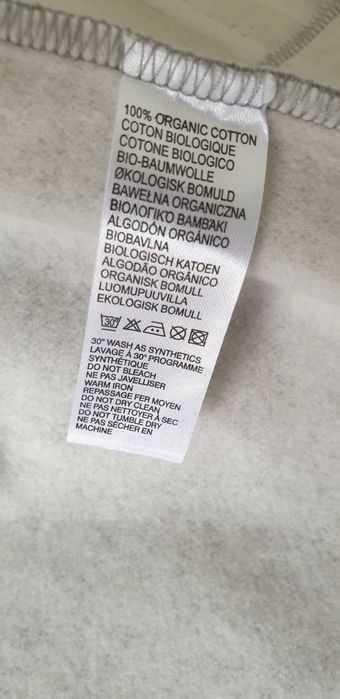 100% ORGANIC COTTON
COTON BIOLOGIQUE
COTONE BIOLOGICO
BIO-BAUMWOLLE
ØKOLOGISK BOMULD
BAWEŁNA ORGANICZNA
ΒΙΟΛΟΓΙΚΟ ΒΑΜΒΑΚΙ
ALGODÓN ORGÁNICO
BIOBAVLNA
BIOLOGISCH KATOEN
ALGODÃO ORGÂNICO
ORGANISK BOMULL
LUOMUPUUVILLA
EKOLOGISK BOMULL
30°
30° WASH AS SYNTHETICS
LAVAGE À 30° PROGRAMME
SYNTHÉTIQUE
DO NOT BLEACH
NE PAS JAVELLISER
WARM IRON
REPASSAGE FER MOYEN
DO NOT DRY CLEAN
NE PAS NETTOYER À SEC
DO NOT TUMBLE DRY
NE PAS SÉCHER EN
MACHINE